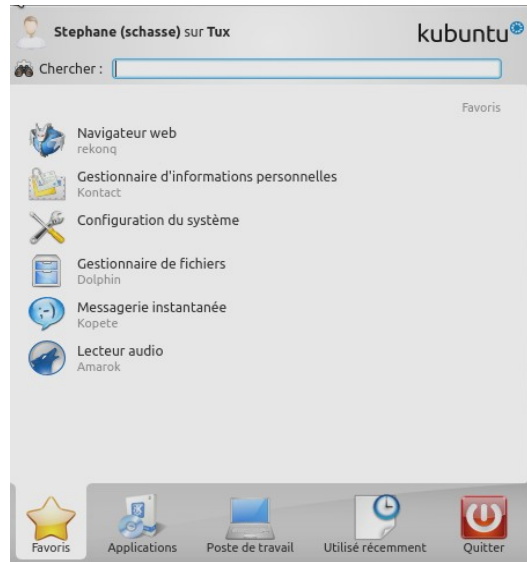 Stephane (schasse) sur Tux
kubuntu
Chercher :
Favoris
Navigateur web
rekonq
Gestionnaire d'informations personnelles
Kontact
Configuration du système
Gestionnaire de fichiers
Dolphin
Messagerie instantanée
Kopete
Lecteur audio
Amarok
Favoris
Applications
Poste de travail
Utilisé récemment
Quitter